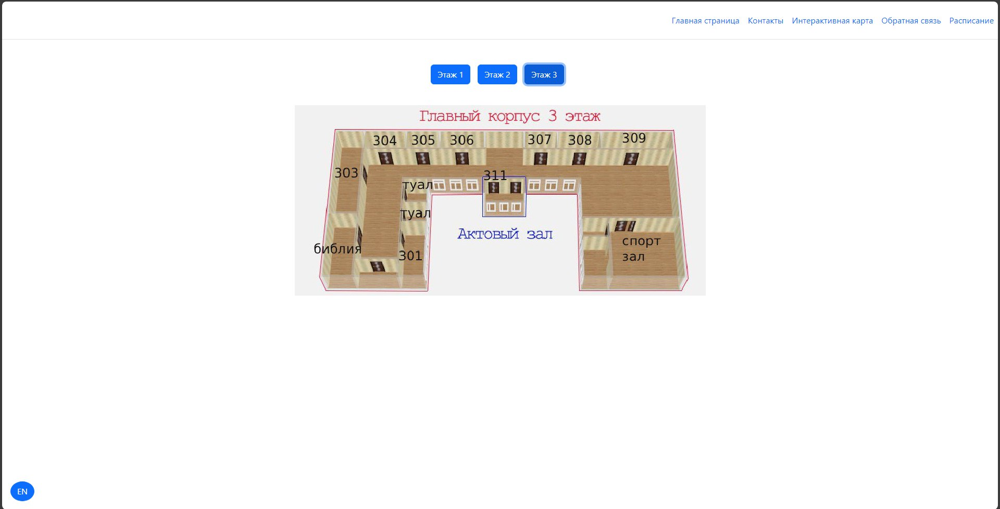 Главная страница Контакты Интерактивная карта Обратная связь Расписание
Этаж 1 Этаж 2 Этаж 3
Главный корпус 3 этаж
304 305 306 307 308 309
303
311
туал
туал
Актовый зал
библия
301
спорт
зал
EN